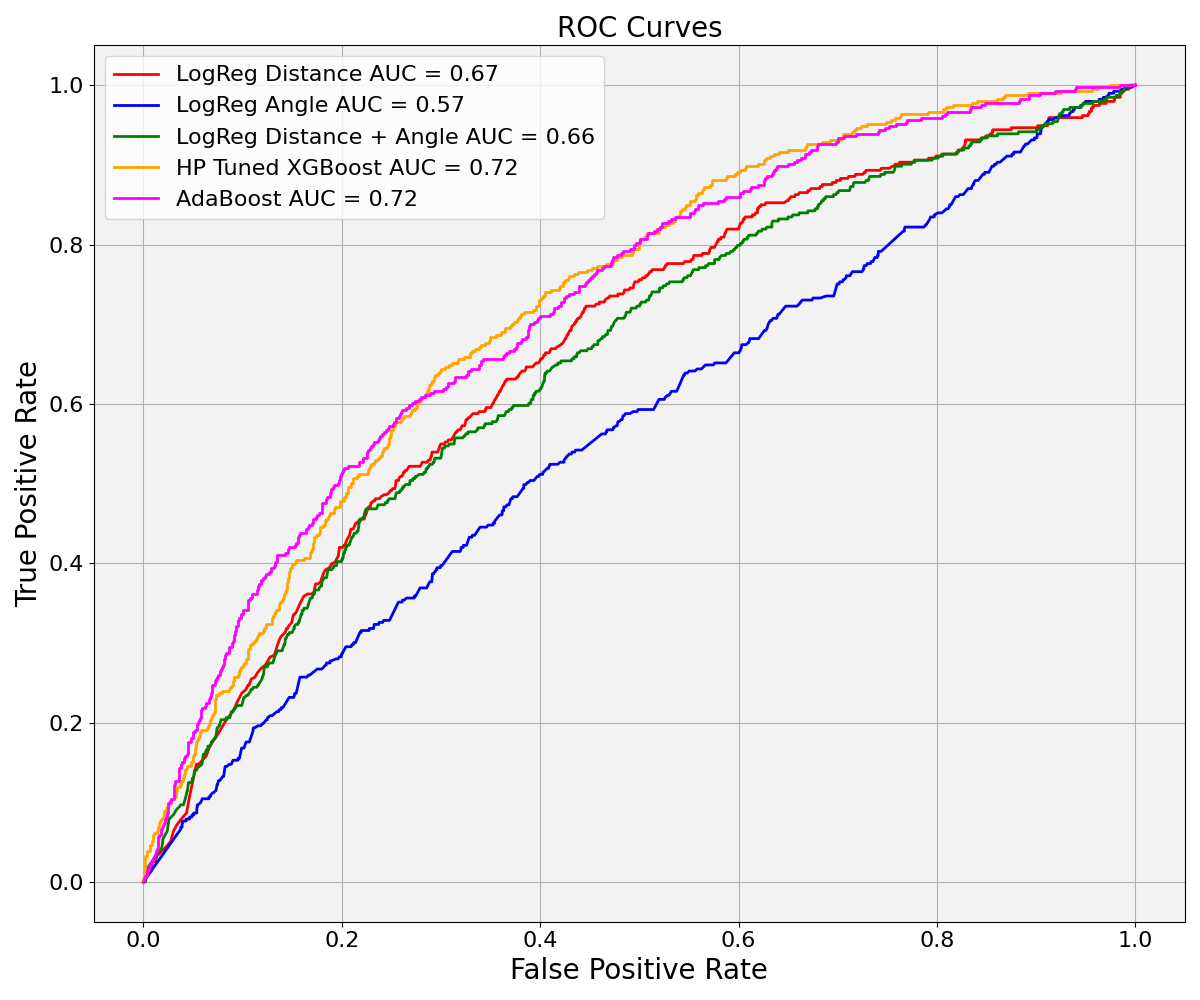 ROC Curves
LogReg Distance AUC = 0.67
LogReg Angle AUC = 0.57
LogReg Distance + Angle AUC = 0.66
HP Tuned XGBoost AUC = 0.72
AdaBoost AUC = 0.72
True Positive Rate
1.0
0.8
0.6
0.4
0.2
0.0
0.0 0.2 0.4 0.6 0.8 1.0
False Positive Rate